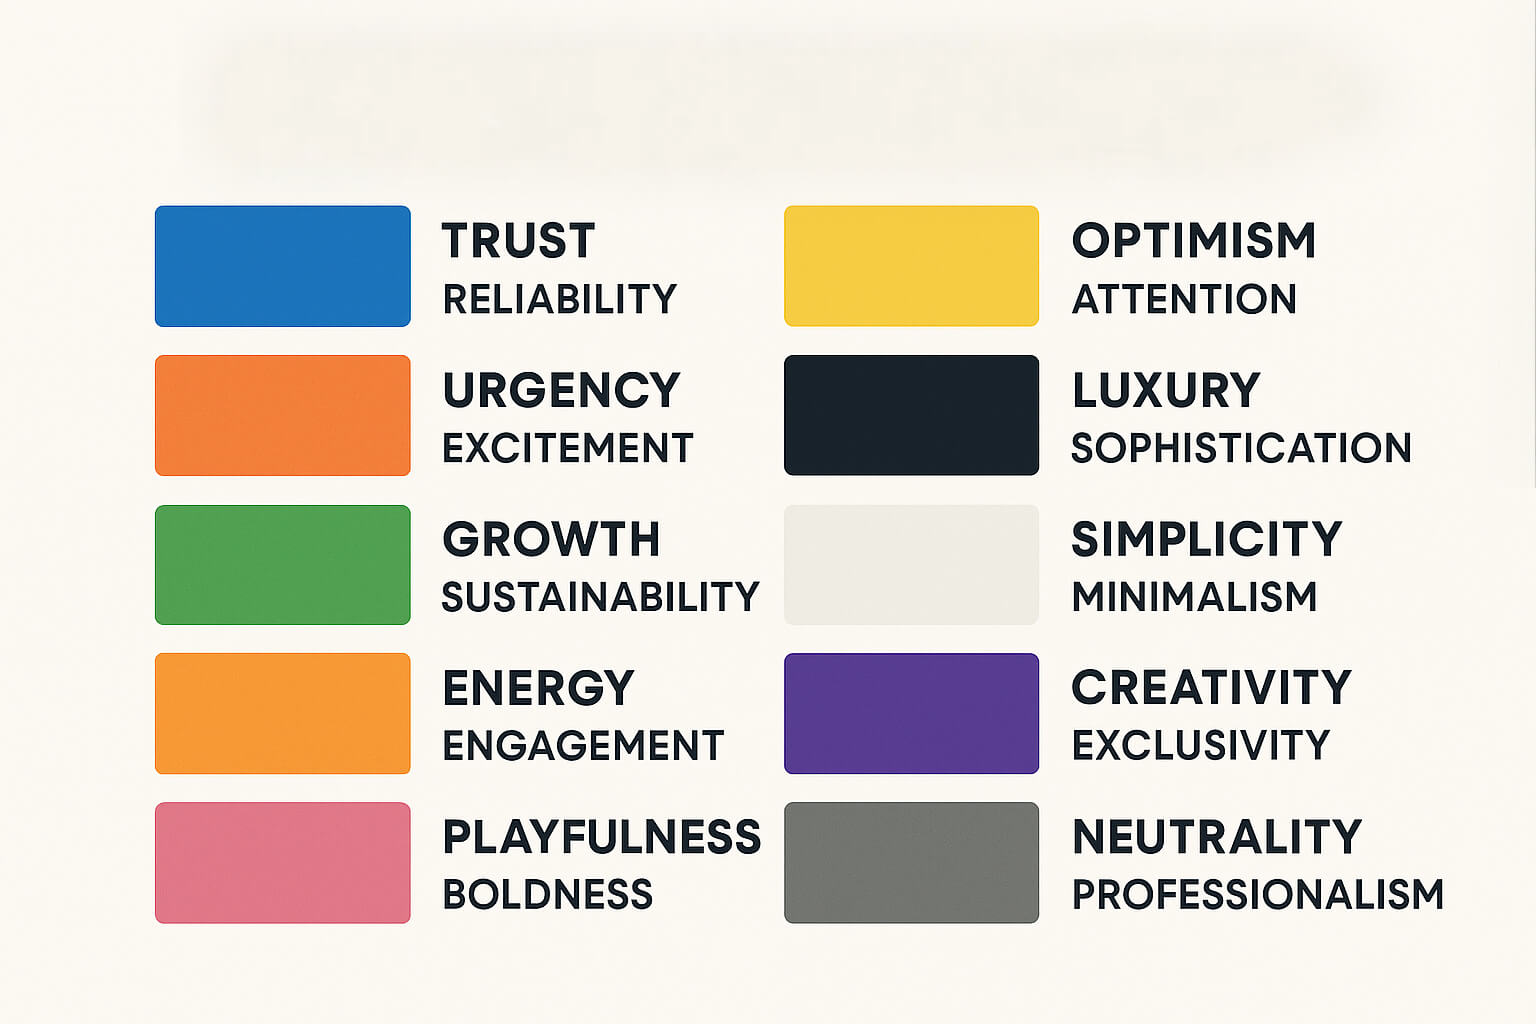 TRUST
RELIABILITY
OPTIMISM
ATTENTION
URGENCY
EXCITEMENT
LUXURY
SOPHISTICATION
GROWTH
SUSTAINABILITY
SIMPLICITY
MINIMALISM
ENERGY
ENGAGEMENT
CREATIVITY
EXCLUSIVITY
PLAYFULNESS
BOLDNESS
NEUTRALITY
PROFESSIONALISM